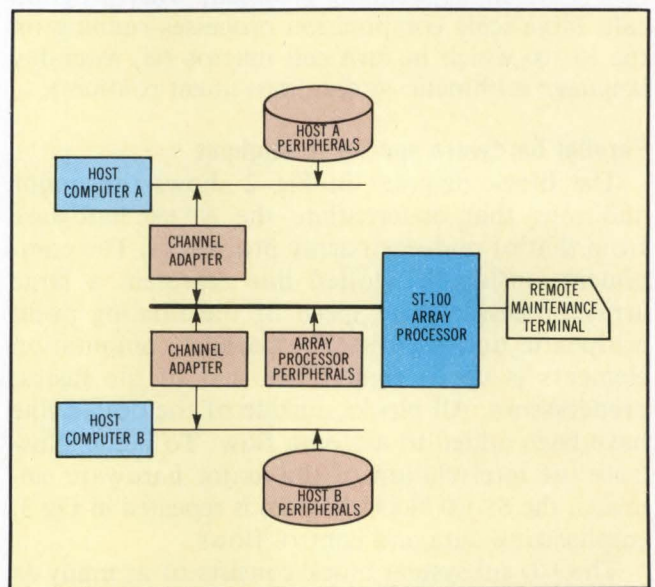 HOST A
PERIPHERALS
HOST
COMPUTER A
CHANNEL
ADAPTER
ST-100
ARRAY
PROCESSOR
REMOTE
MAINTENANCE
TERMINAL
CHANNEL
ADAPTER
ARRAY
PROCESSOR
PERIPHERALS
HOST
COMPUTER B
HOST B
PERIPHERALS